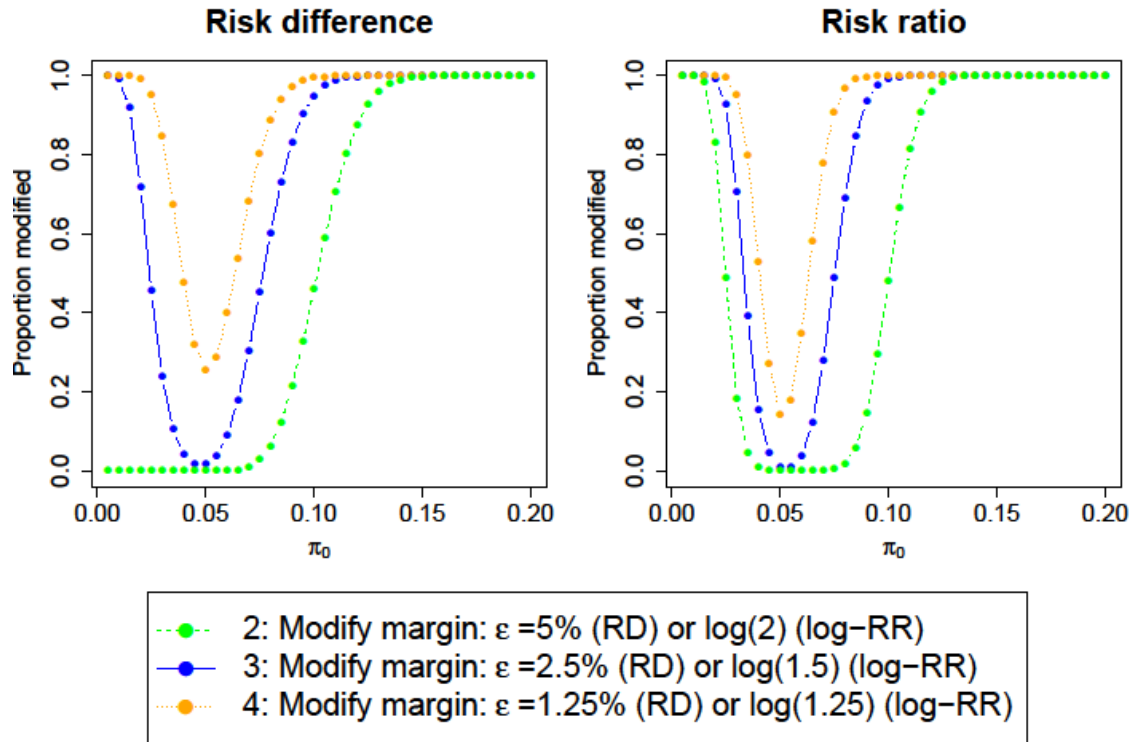 Risk difference
Risk ratio
Proportion modified
1.0
0.8
0.6
0.4
0.2
0.0
0.00
0.05
0.10
0.15
0.20
π₀
Proportion modified
1.0
0.8
0.6
0.4
0.2
0.0
0.00
0.05
0.10
0.15
0.20
π₀
2: Modify margin: ε =5% (RD) or log(2) (log−RR)
3: Modify margin: ε =2.5% (RD) or log(1.5) (log−RR)
4: Modify margin: ε =1.25% (RD) or log(1.25) (log−RR)